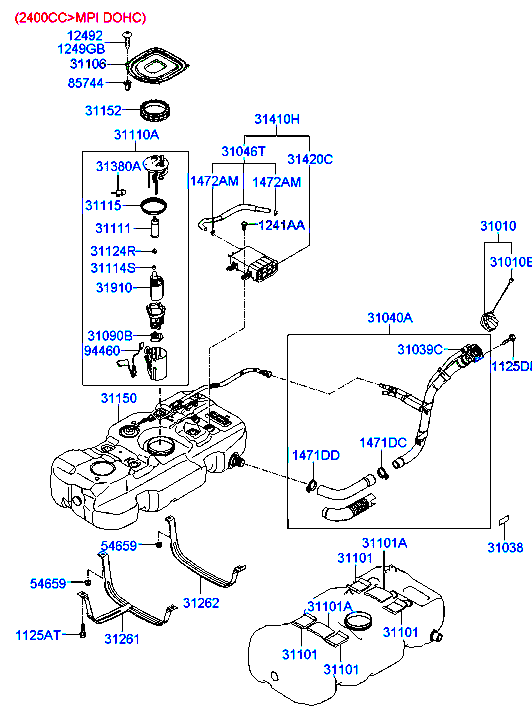 (2400CC>MPI DOHC)
12492
1249GB
31106
85744
31152
31110A
31380A
31115
31111
31124R
31114S
31910
31090B
94460
31410H
31046T
31420C
1472AM
1472AM
1241AA
31010
31010B
31040A
31039C
1125DL
31150
1471DD
1471DC
31038
54659
54659
31262
31261
1125AT
31101A
31101
31101A
31101
31101
31101